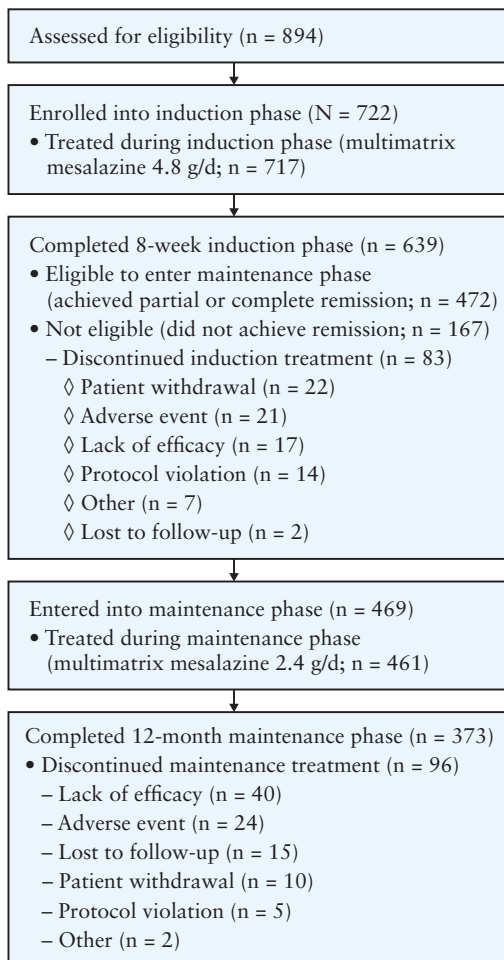 Assessed for eligibility (n = 894)
Enrolled into induction phase (N = 722)
• Treated during induction phase (multimatrix
mesalazine 4.8 g/d; n = 717)
Completed 8-week induction phase (n = 639)
• Eligible to enter maintenance phase
(achieved partial or complete remission; n = 472)
• Not eligible (did not achieve remission; n = 167)
– Discontinued induction treatment (n = 83)
◊ Patient withdrawal (n = 22)
◊ Adverse event (n = 21)
◊ Lack of efficacy (n = 17)
◊ Protocol violation (n = 14)
◊ Other (n = 7)
◊ Lost to follow-up (n = 2)
Entered into maintenance phase (n = 469)
• Treated during maintenance phase
(multimatrix mesalazine 2.4 g/d; n = 461)
Completed 12-month maintenance phase (n = 373)
• Discontinued maintenance treatment (n = 96)
– Lack of efficacy (n = 40)
– Adverse event (n = 24)
– Lost to follow-up (n = 15)
– Patient withdrawal (n = 10)
– Protocol violation (n = 5)
– Other (n = 2)